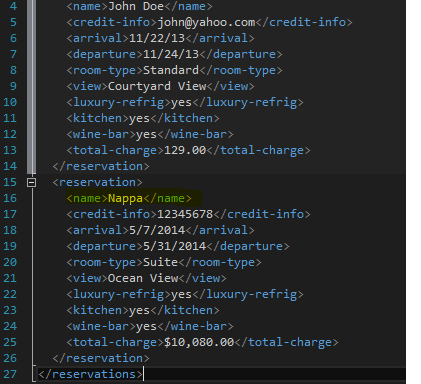 4 <name>John Doe</name>
5 <credit-info>john@yahoo.com</credit-info>
6 <arrival>11/22/13</arrival>
7 <departure>11/24/13</departure>
8 <room-type>Standard</room-type>
9 <view>Courtyard View</view>
10 <luxury-refrig>yes</luxury-refrig>
11 <kitchen>yes</kitchen>
12 <wine-bar>yes</wine-bar>
13 <total-charge>129.00</total-charge>
14 </reservation>
15 <reservation>
16 <name>Nappa</name>
17 <credit-info>12345678</credit-info>
18 <arrival>5/7/2014</arrival>
19 <departure>5/31/2014</departure>
20 <room-type>Suite</room-type>
21 <view>Ocean View</view>
22 <luxury-refrig>yes</luxury-refrig>
23 <kitchen>yes</kitchen>
24 <wine-bar>yes</wine-bar>
25 <total-charge>$10,080.00</total-charge>
26 </reservation>
27 </reservations>